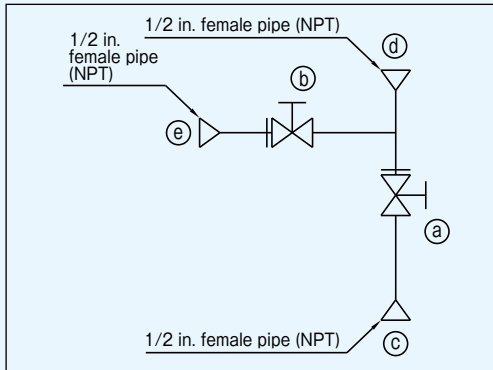 1/2 in. female pipe (NPT)
1/2 in.
female pipe
(NPT)
d
b
e
a
1/2 in. female pipe (NPT)
c